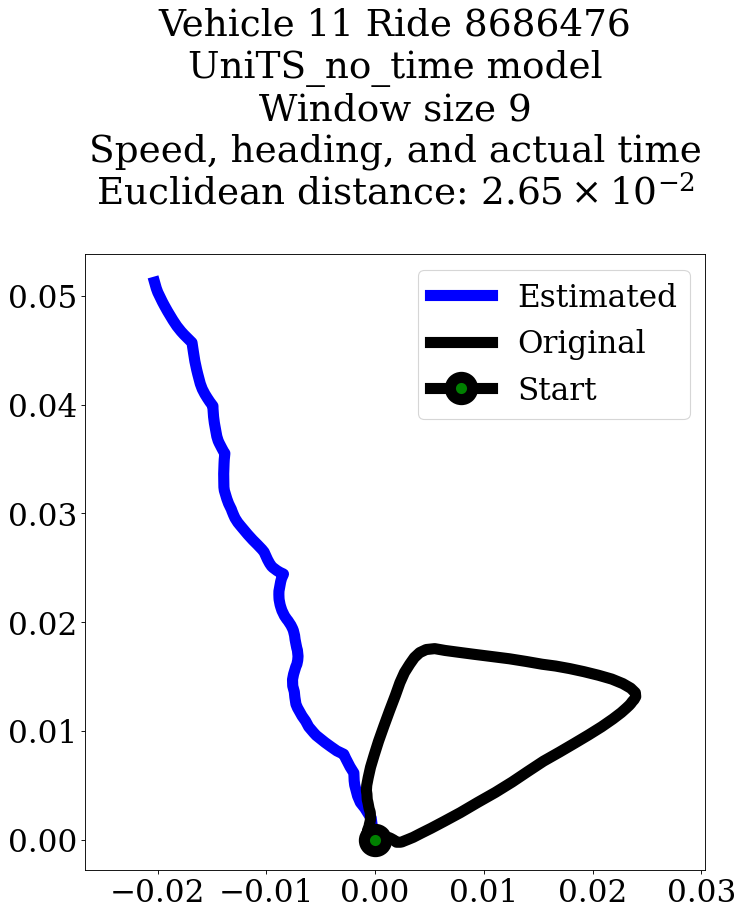 Vehicle 11 Ride 8686476
UniTS_no_time model
Window size 9
Speed, heading, and actual time
Euclidean distance: 2.65 × 10⁻²
Estimated
Original
Start
0.05
0.04
0.03
0.02
0.01
0.00
−0.02 −0.01 0.00 0.01 0.02 0.03